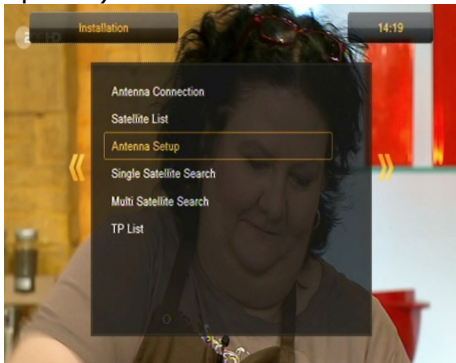 Installation
14:19
Antenna Connection
Satellite List
Antenna Setup
Single Satellite Search
Multi Satellite Search
TP List